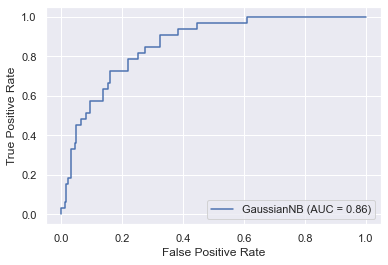 1.0
0.8
0.6
0.4
0.2
0.0
True Positive Rate
GaussianNB (AUC = 0.86)
0.0 0.2 0.4 0.6 0.8 1.0
False Positive Rate